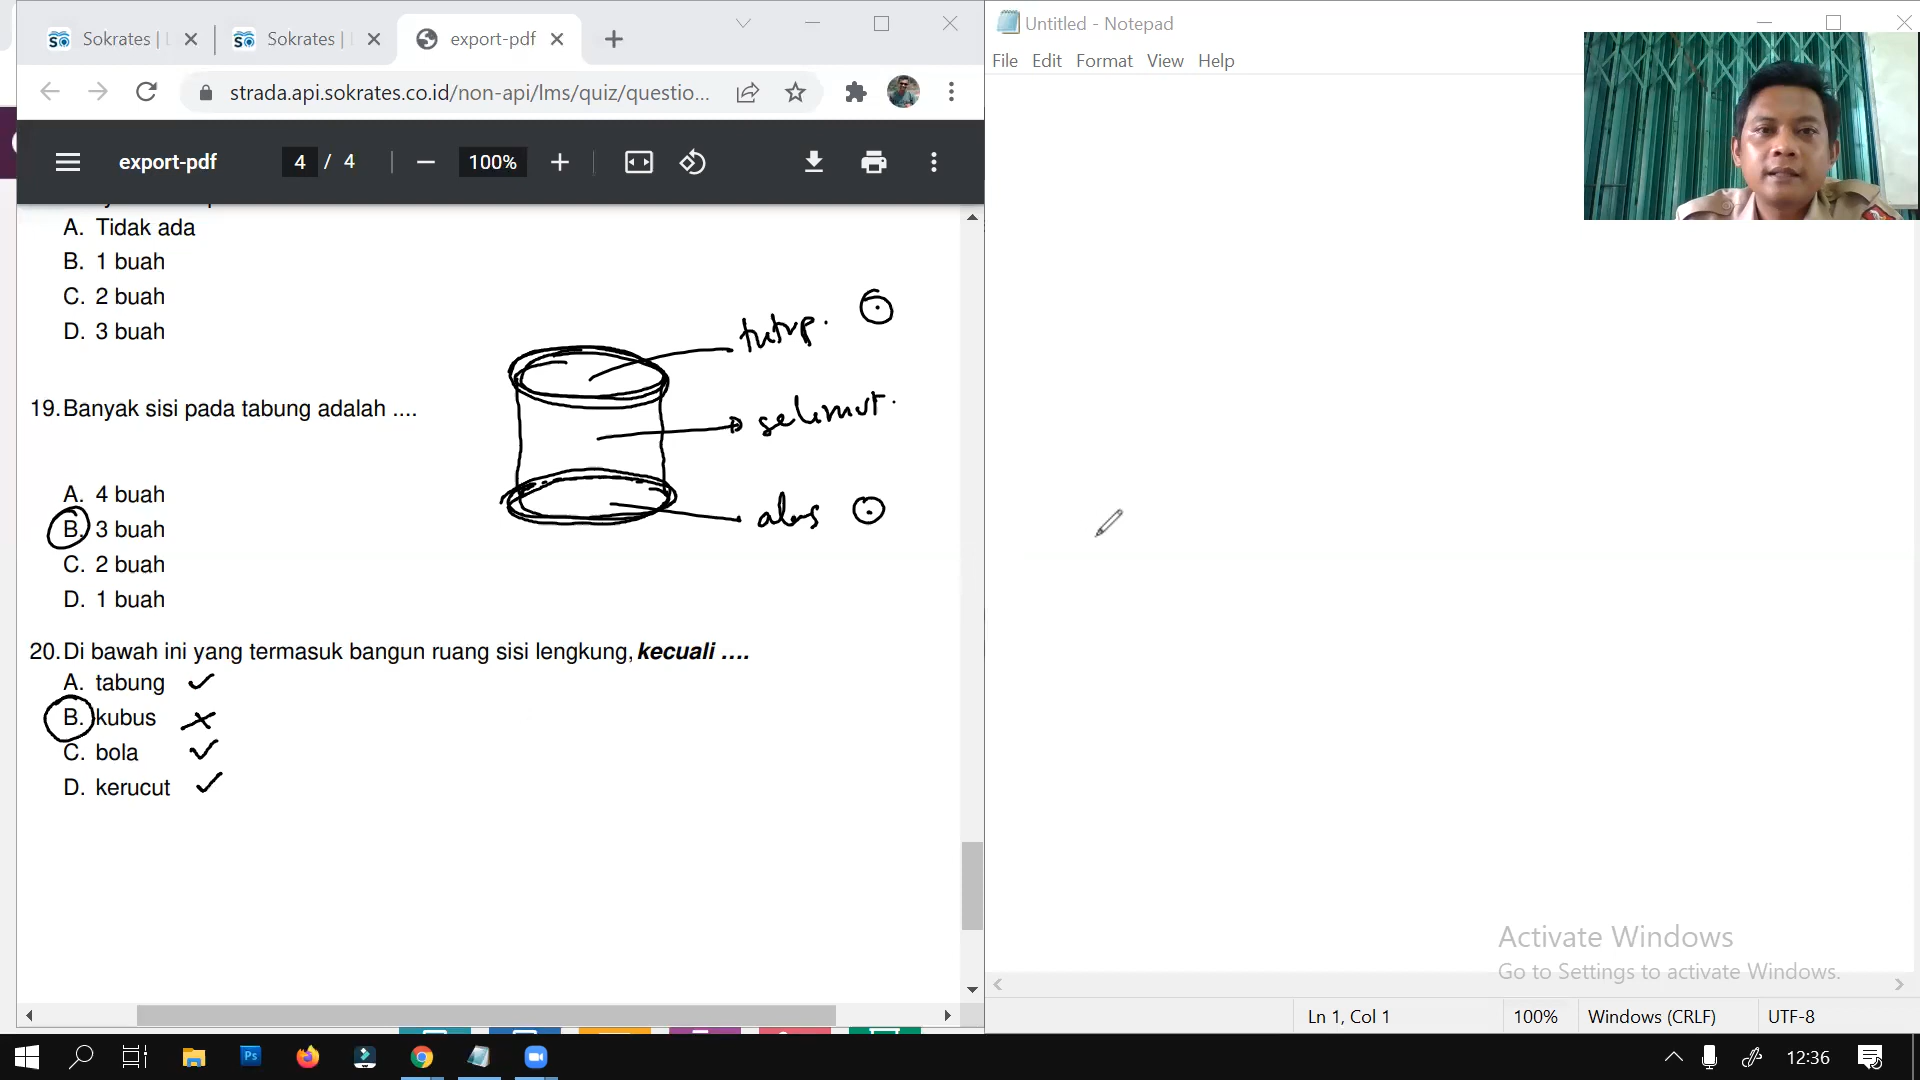 Sokrates |
Sokrates |
export-pdf
Untitled - Notepad
File Edit Format View Help
strada.api.sokrates.co.id/non-api/lms/quiz/questio...
export-pdf
4 / 4
100%
A. Tidak ada
B. 1 buah
C. 2 buah
D. 3 buah
tutup.
19. Banyak sisi pada tabung adalah ....
selimut.
A. 4 buah
B. 3 buah
C. 2 buah
D. 1 buah
alas
20. Di bawah ini yang termasuk bangun ruang sisi lengkung, kecuali ....
A. tabung
B. kubus
C. bola
D. kerucut
Activate Windows
Go to Settings to activate Windows.
Ln 1, Col 1
100%
Windows (CRLF)
UTF-8
Ps
12:36